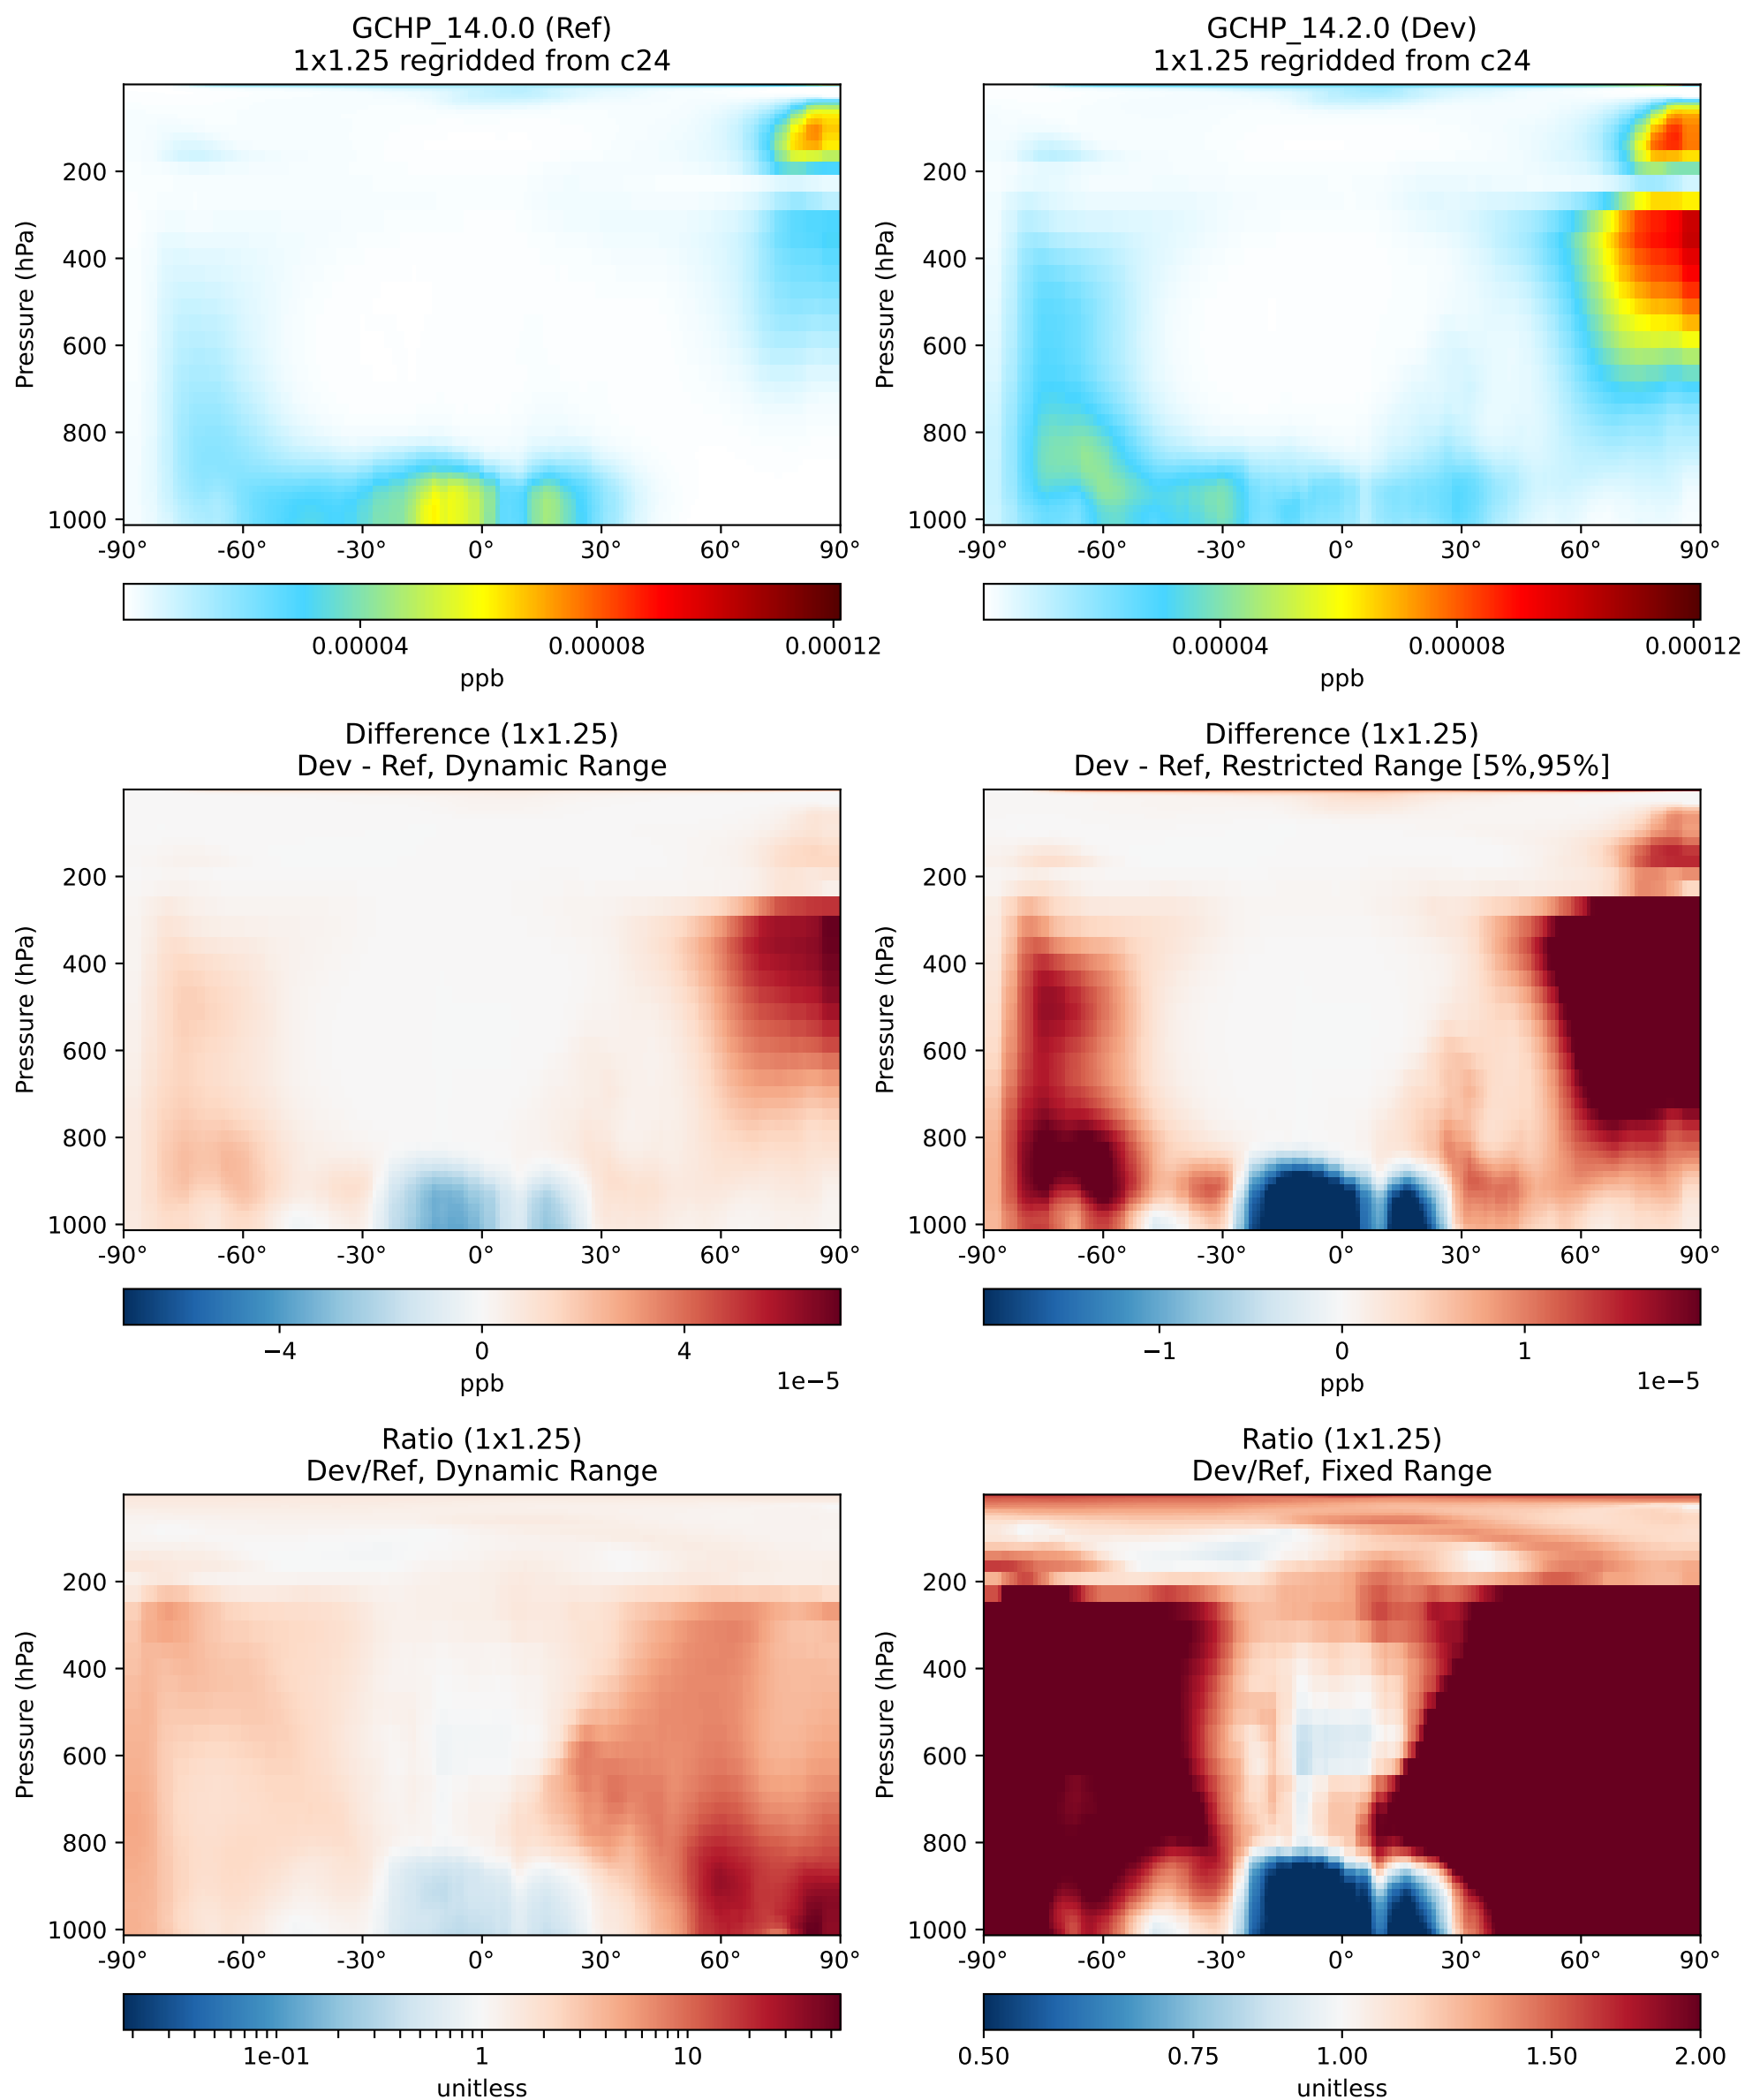 GCHP_14.0.0 (Ref)
1x1.25 regridded from c24
GCHP_14.2.0 (Dev)
1x1.25 regridded from c24
Pressure (hPa)
200
400
600
800
1000
-90° -60° -30° 0° 30° 60° 90°
0.00004 0.00008 0.00012
ppb
Pressure (hPa)
200
400
600
800
1000
-90° -60° -30° 0° 30° 60° 90°
0.00004 0.00008 0.00012
ppb
Difference (1x1.25)
Dev - Ref, Dynamic Range
Difference (1x1.25)
Dev - Ref, Restricted Range [5%,95%]
Pressure (hPa)
200
400
600
800
1000
-90° -60° -30° 0° 30° 60° 90°
−4 0 4
ppb
1e−5
Pressure (hPa)
200
400
600
800
1000
-90° -60° -30° 0° 30° 60° 90°
−1 0 1
ppb
1e−5
Ratio (1x1.25)
Dev/Ref, Dynamic Range
Ratio (1x1.25)
Dev/Ref, Fixed Range
Pressure (hPa)
200
400
600
800
1000
-90° -60° -30° 0° 30° 60° 90°
1e-01 1 10
unitless
Pressure (hPa)
200
400
600
800
1000
-90° -60° -30° 0° 30° 60° 90°
0.50 0.75 1.00 1.50 2.00
unitless